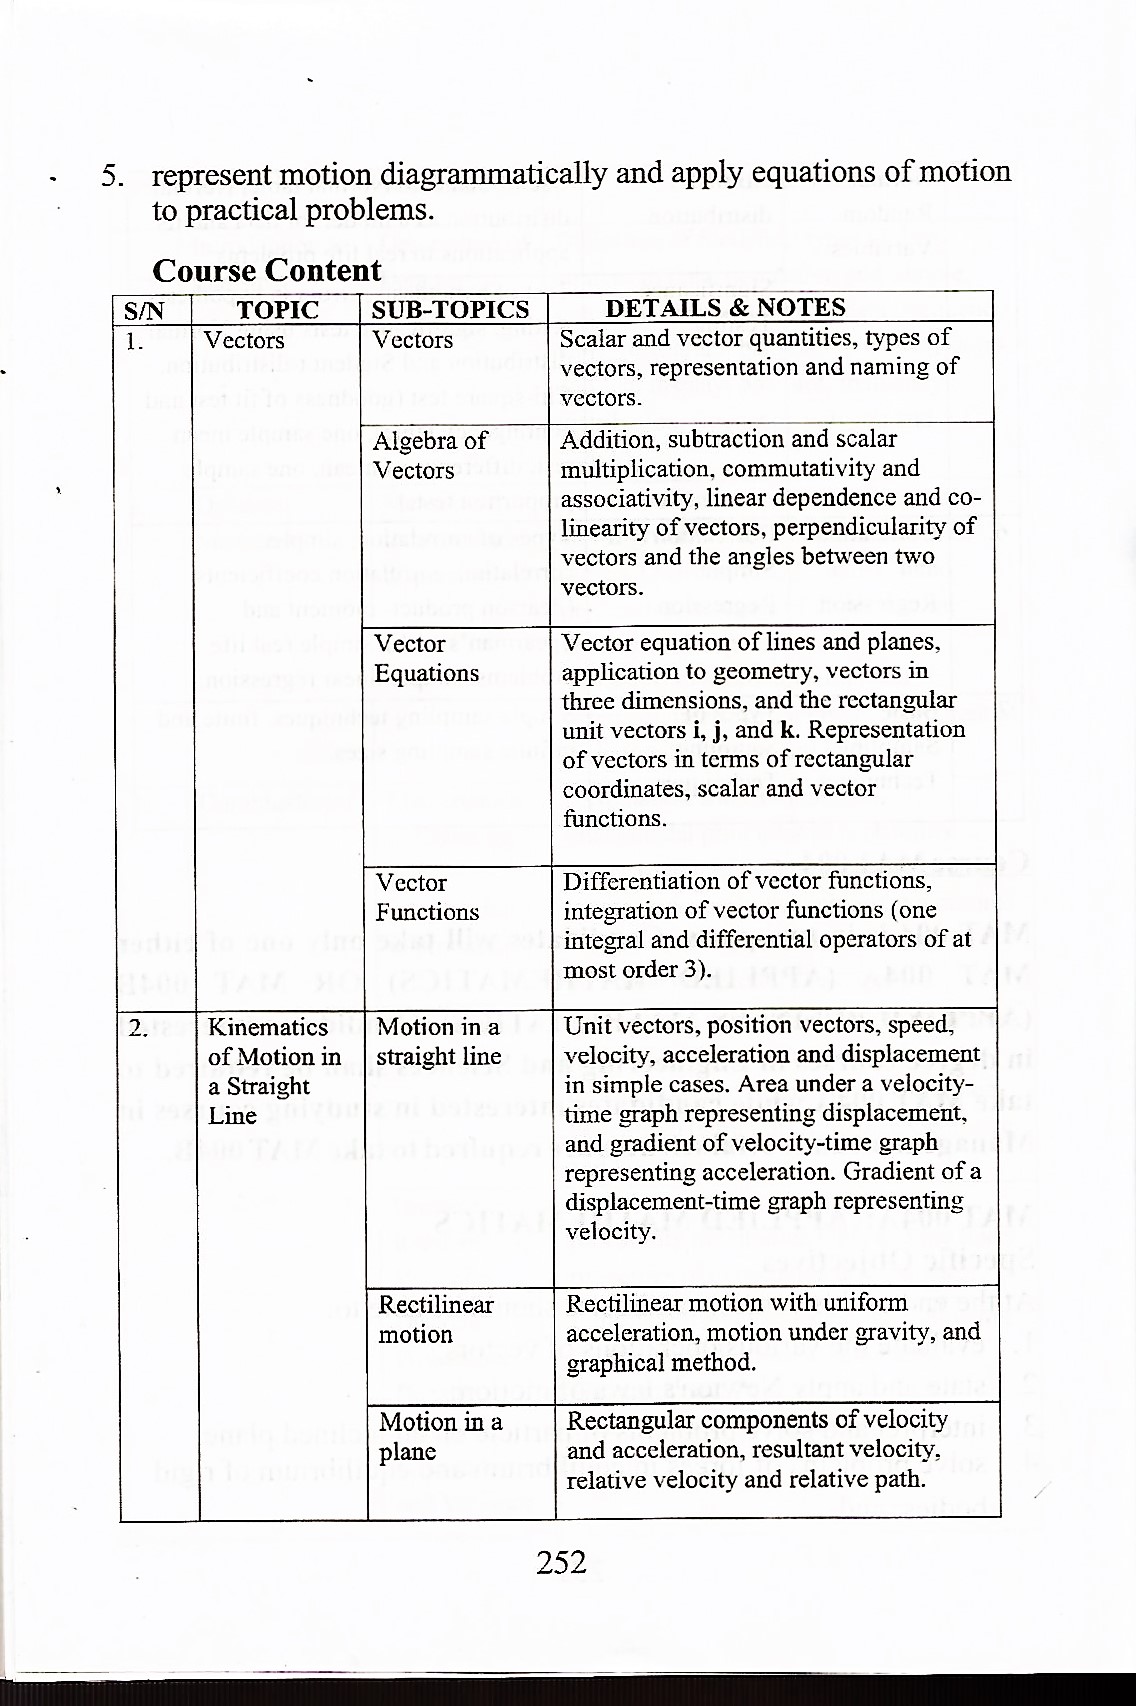 5. represent motion diagrammatically and apply equations of motion
to practical problems.
Course Content
S/N TOPIC SUB-TOPICS DETAILS & NOTES
1. Vectors Vectors Scalar and vector quantities, types of
vectors, representation and naming of
vectors.
Algebra of
Vectors
Addition, subtraction and scalar
multiplication, commutativity and
associativity, linear dependence and co-
linearity of vectors, perpendicularity of
vectors and the angles between two
vectors.
Vector
Equations
Vector equation of lines and planes,
application to geometry, vectors in
three dimensions, and the rectangular
unit vectors i, j, and k. Representation
of vectors in terms of rectangular
coordinates, scalar and vector
functions.
Vector
Functions
Differentiation of vector functions,
integration of vector functions (one
integral and differential operators of at
most order 3).
2. Kinematics
of Motion in
a Straight
Line
Motion in a
straight line
Unit vectors, position vectors, speed,
velocity, acceleration and displacement
in simple cases. Area under a velocity-
time graph representing displacement,
and gradient of velocity-time graph
representing acceleration. Gradient of a
displacement-time graph representing
velocity.
Rectilinear
motion
Rectilinear motion with uniform
acceleration, motion under gravity, and
graphical method.
Motion in a
plane
Rectangular components of velocity
and acceleration, resultant velocity,
relative velocity and relative path.
252